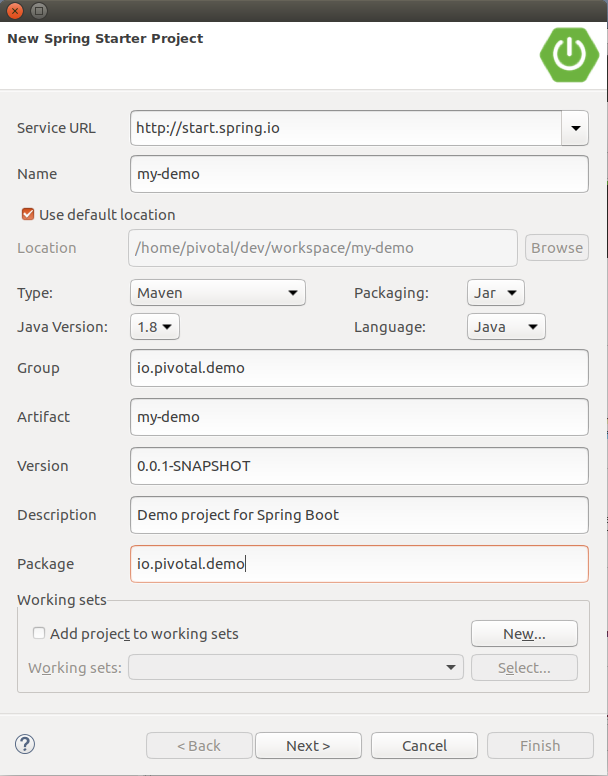 New Spring Starter Project
Service URL http://start.spring.io
Name my-demo
Use default location
Location /home/pivotal/dev/workspace/my-demo Browse
Type: Maven Packaging: Jar
Java Version: 1.8 Language: Java
Group io.pivotal.demo
Artifact my-demo
Version 0.0.1-SNAPSHOT
Description Demo project for Spring Boot
Package io.pivotal.demo
Working sets
Add project to working sets New...
Working sets: Select...
? < Back Next > Cancel Finish